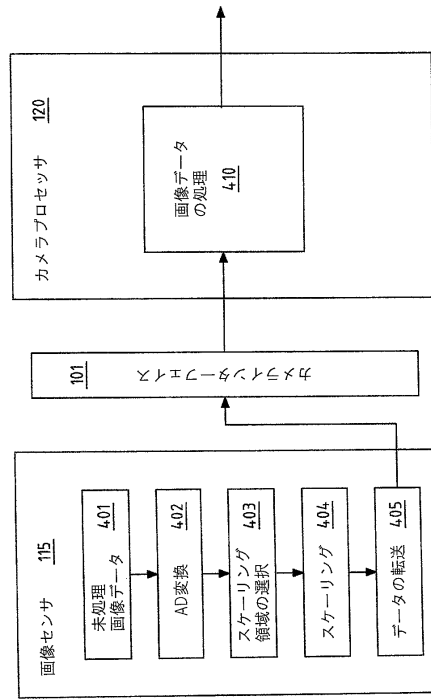 画像センサ 115
未処理
画像データ 401
AD変換 402
スケーリング
領域の選択 403
スケーリング 404
データの転送 405
カメラインターフェイス 101
カメラプロセッサ 120
画像データ
の処理
410